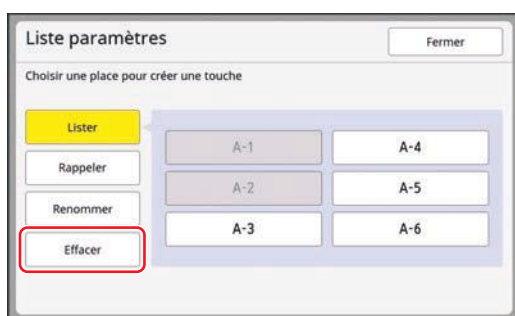 Liste paramètres
Fermer
Choisir une place pour créer une touche
Lister
Rappeler
Renommer
Effacer
A-1
A-2
A-3
A-4
A-5
A-6